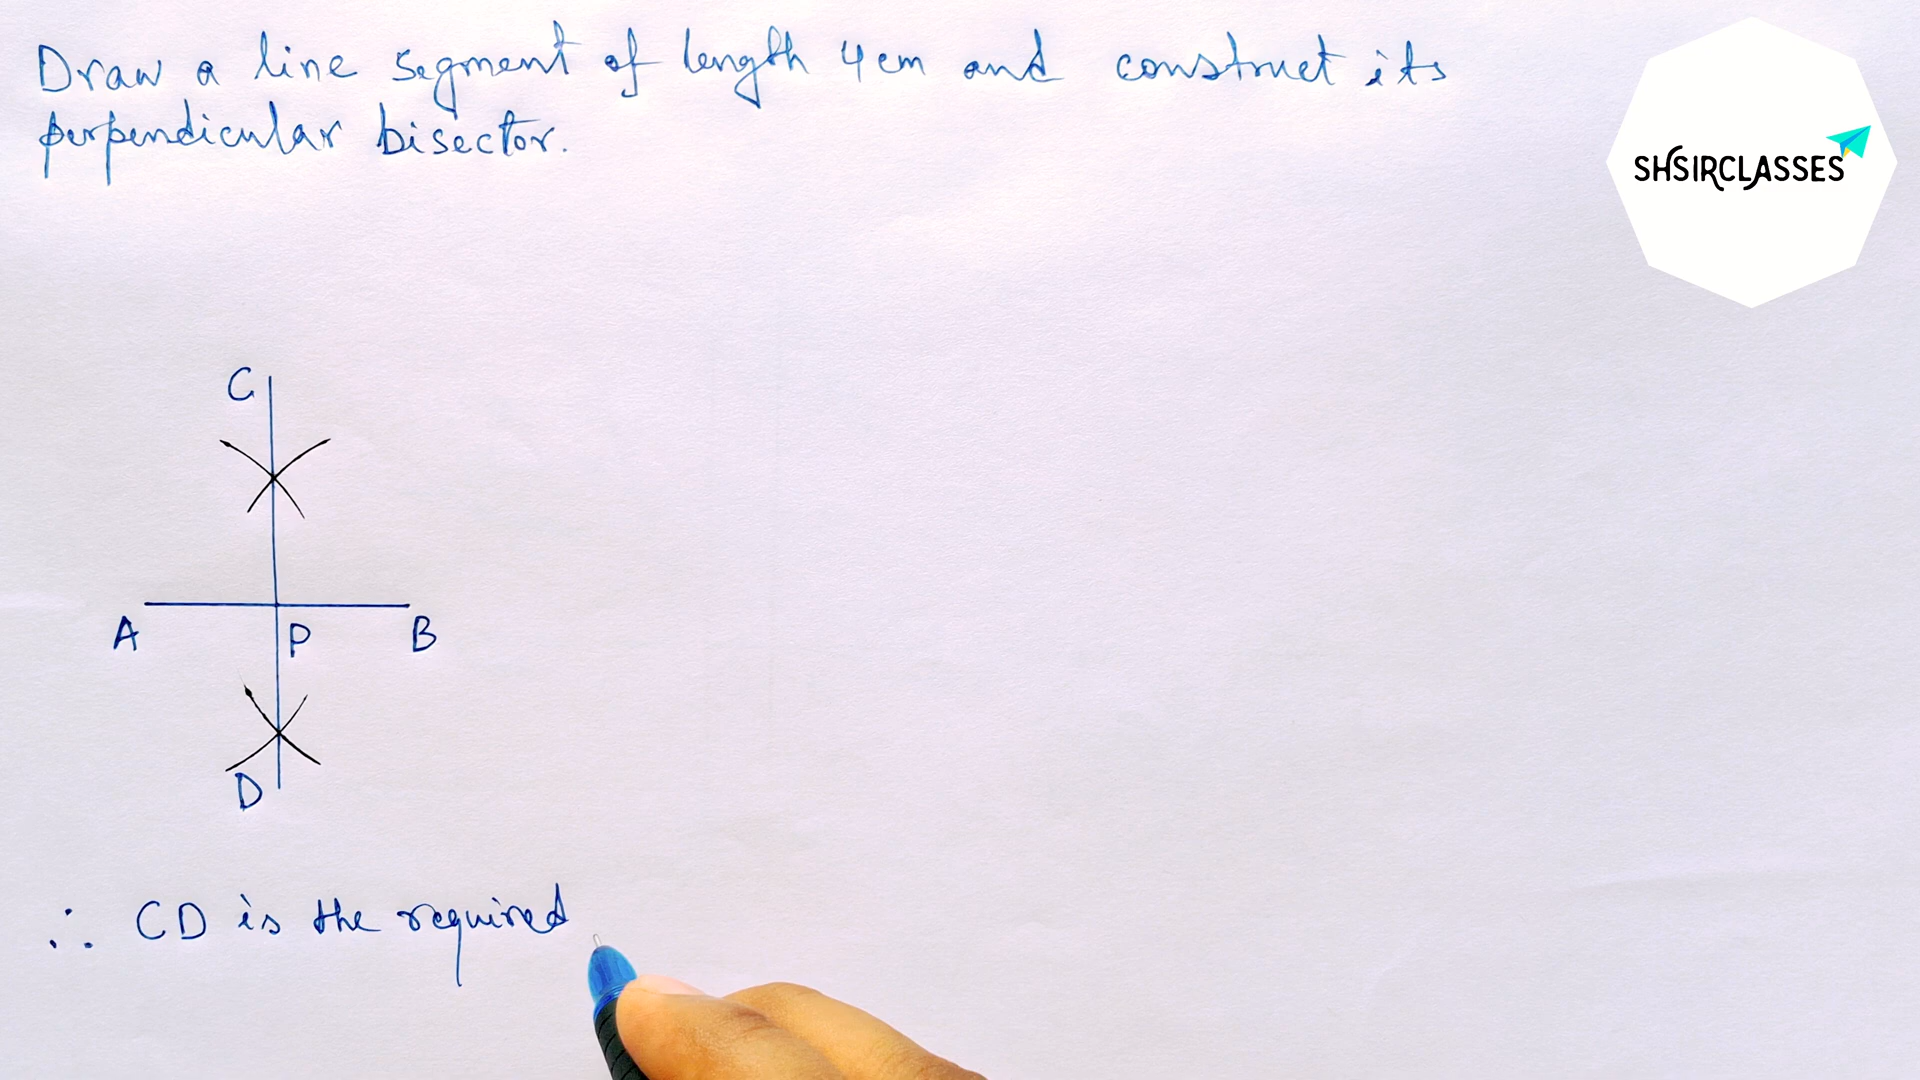 Draw a line segment of length 4 cm and construct its
perpendicular bisector.
SHSIRCLASSES
C
A
P
B
D
∴ CD is the required